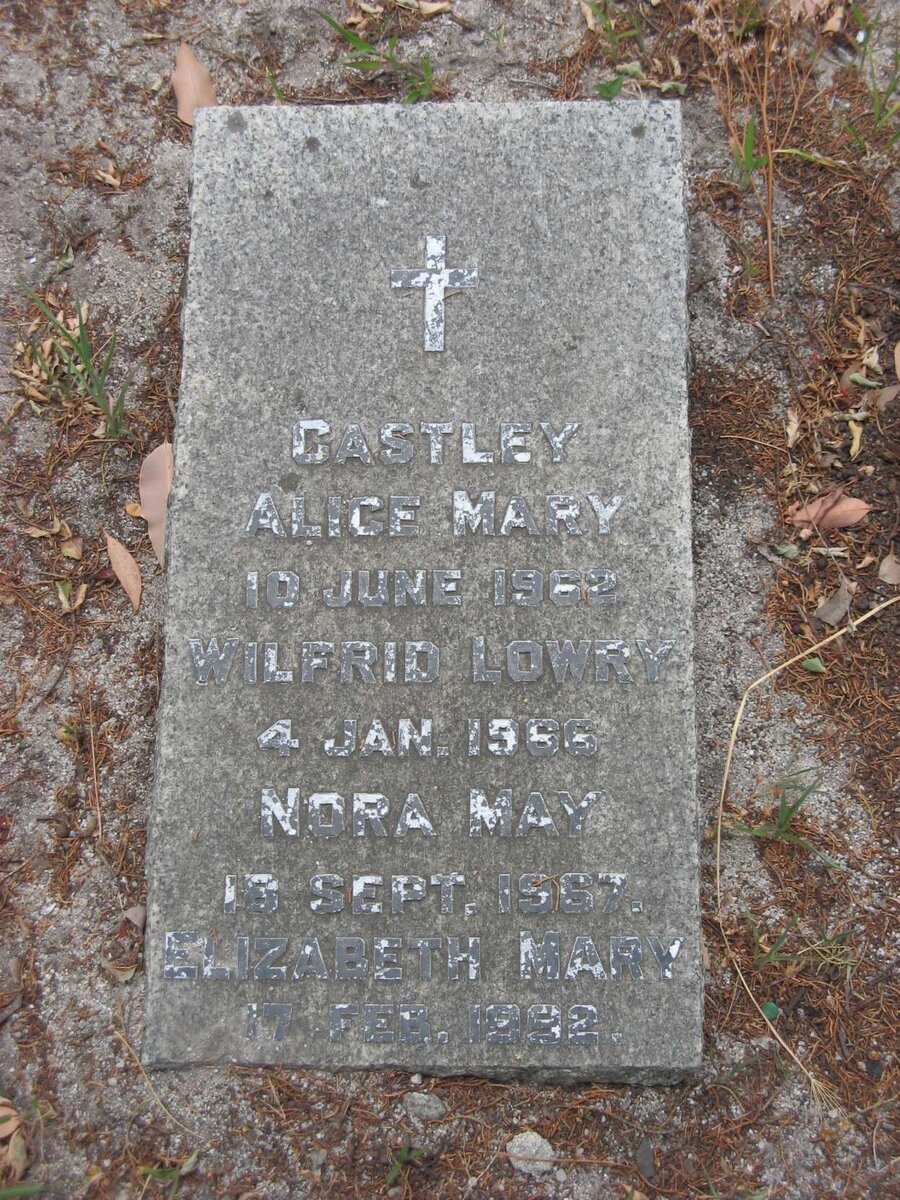 CASTLEY
ALICE MARY
10 JUNE 1962
WILFRID LOWRY
4 JAN. 1966
NORA MAY
18 SEPT. 1967.
ELIZABETH MARY
17 FEB. 1992.